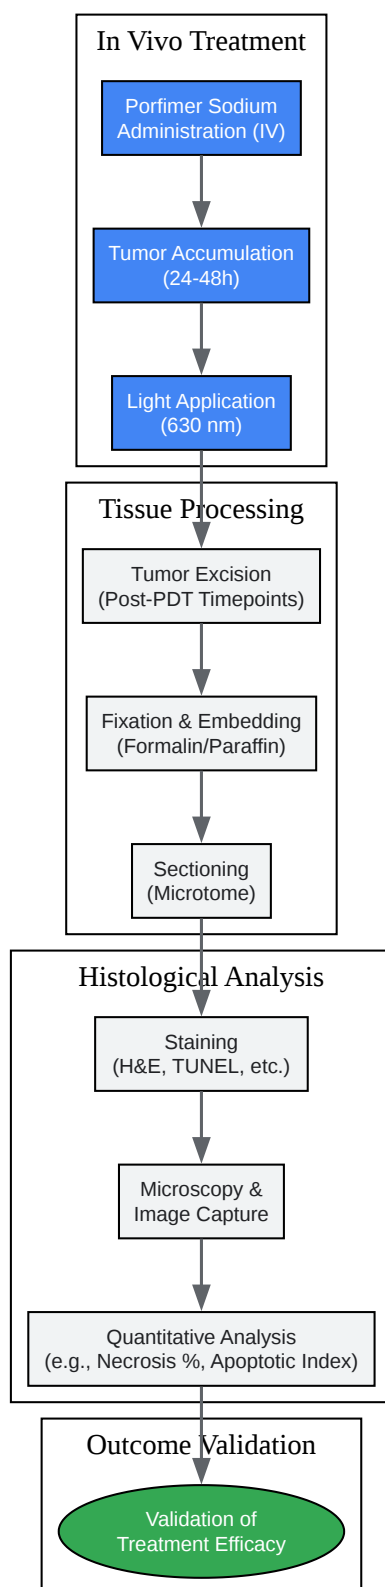 In Vivo Treatment
Porfimer Sodium
Administration (IV)
Tumor Accumulation
(24-48h)
Light Application
(630 nm)
Tissue Processing
Tumor Excision
(Post-PDT Timepoints)
Fixation & Embedding
(Formalin/Paraffin)
Sectioning
(Microtome)
Histological Analysis
Staining
(H&E, TUNEL, etc.)
Microscopy &
Image Capture
Quantitative Analysis
(e.g., Necrosis %, Apoptotic Index)
Outcome Validation
Validation of
Treatment Efficacy